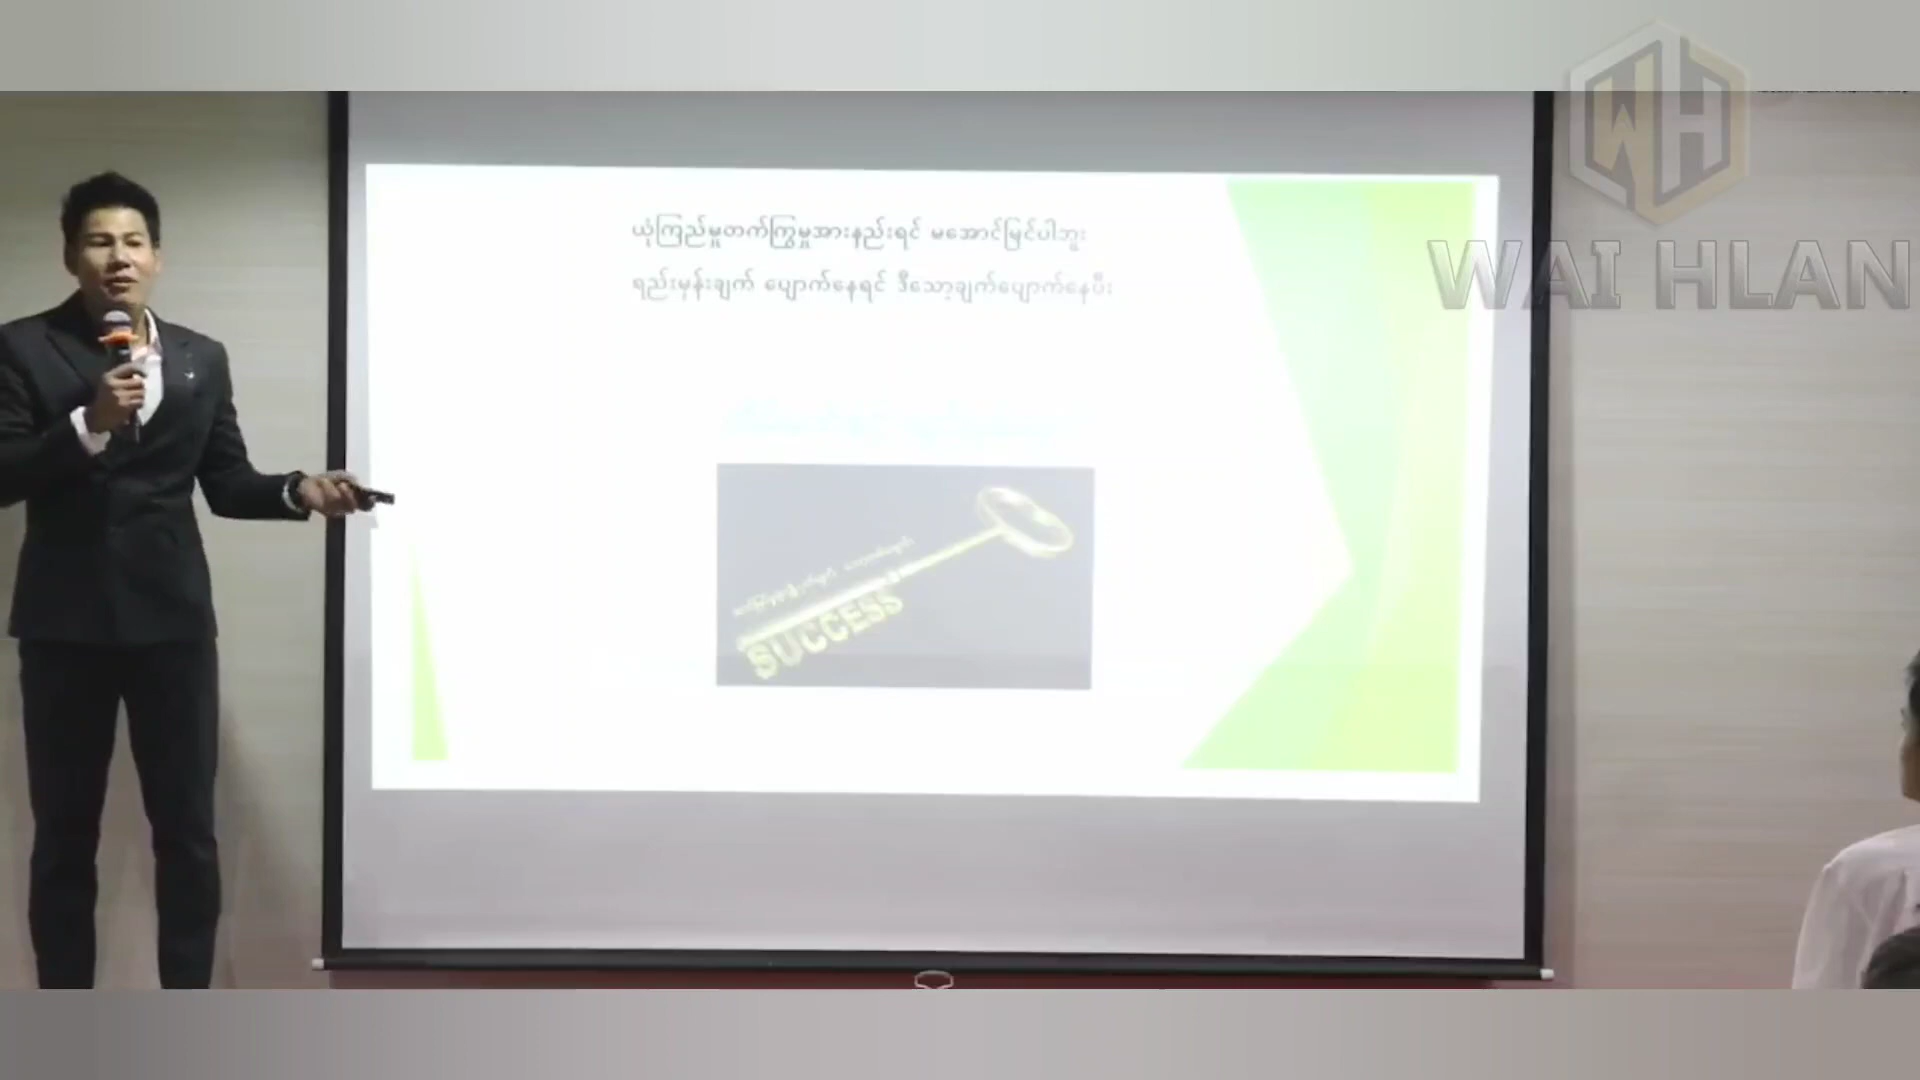 WH
WAI HLAN
ယုံကြည်မှုတက်ကြွမှုအားနည်းရင် မအောင်မြင်ပါဘူး
ရည်းမှန်းချက် ပျောက်နေရင် ဒီသော့ချက်ပျောက်နေပီး
SUCCESS